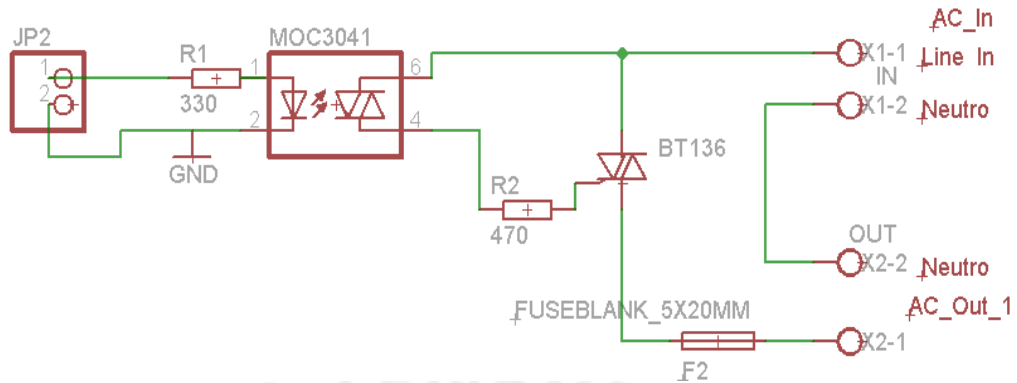 AC_In
JP2
R1
MOC3041
1
1
6
X1-1
Line In
2
330
IN
X1-2
Neutro
2
4
GND
BT136
R2
470
OUT
X2-2
Neutro
FUSEBLANK_5X20MM
AC_Out_1
X2-1
F2